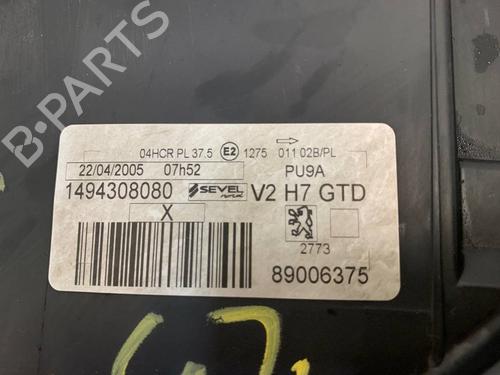 04HCR PL 37.5 E2 1275 011 02B/PL
22/04/2005 07h52 PU9A
1494308080 SEVEL V2 H7 GTD
X
2773
89006375
B-PARTS